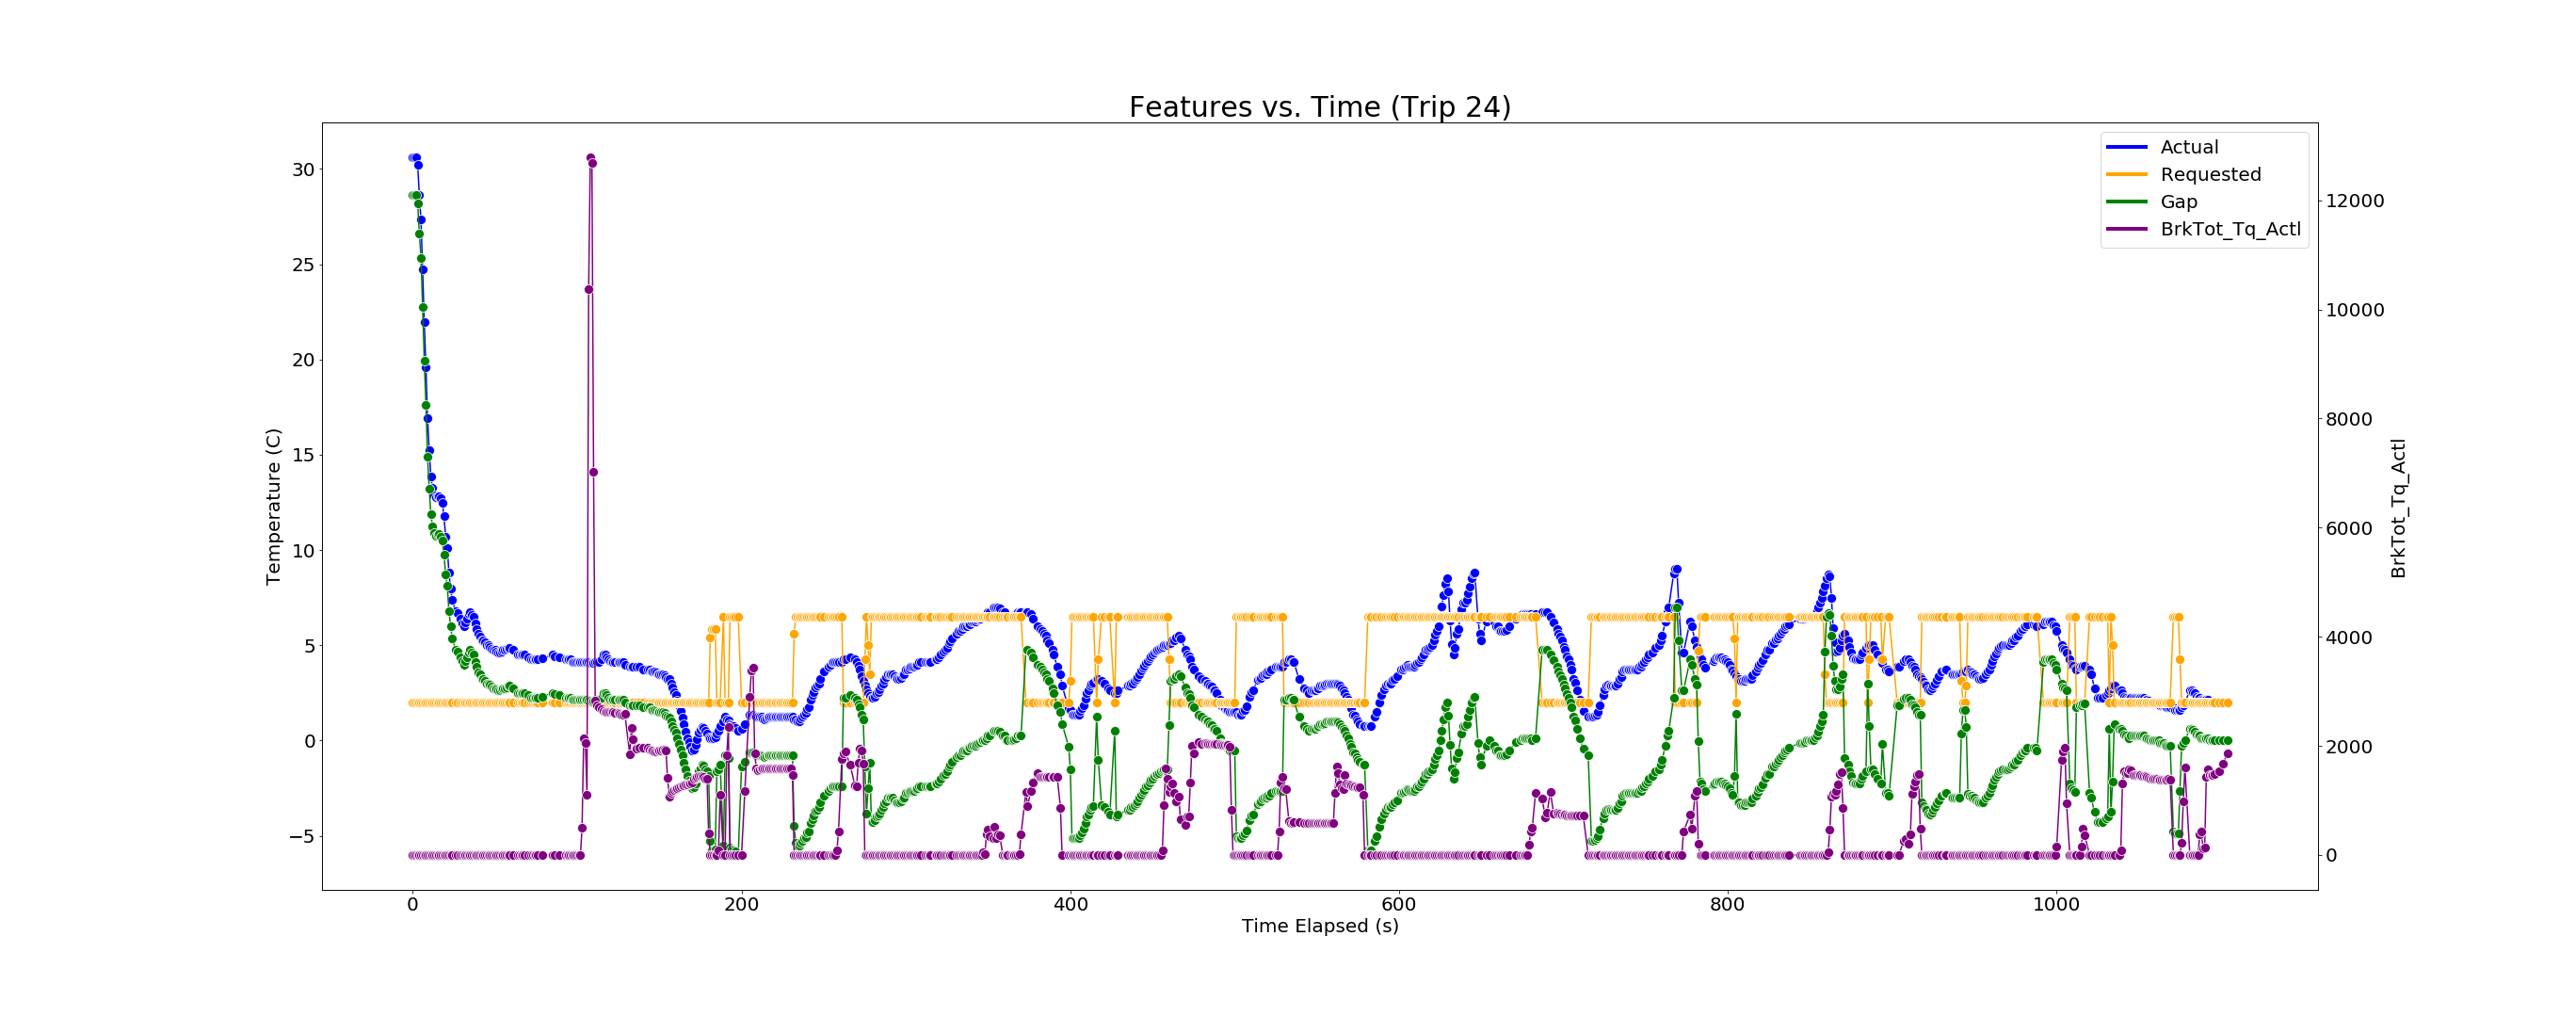 Features vs. Time (Trip 24)
Actual
Requested
Gap
BrkTot_Tq_Actl
30
25
20
15
10
5
0
−5
Temperature (C)
12000
10000
8000
6000
4000
2000
0
BrkTot_Tq_Actl
0 200 400 600 800 1000
Time Elapsed (s)